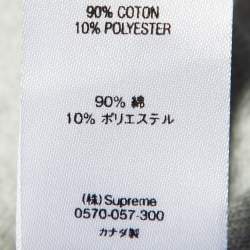 90% COTON
10% POLYESTER
90% 綿
10% ポリエステル
(株) Supreme
0570-057-300
カナダ製